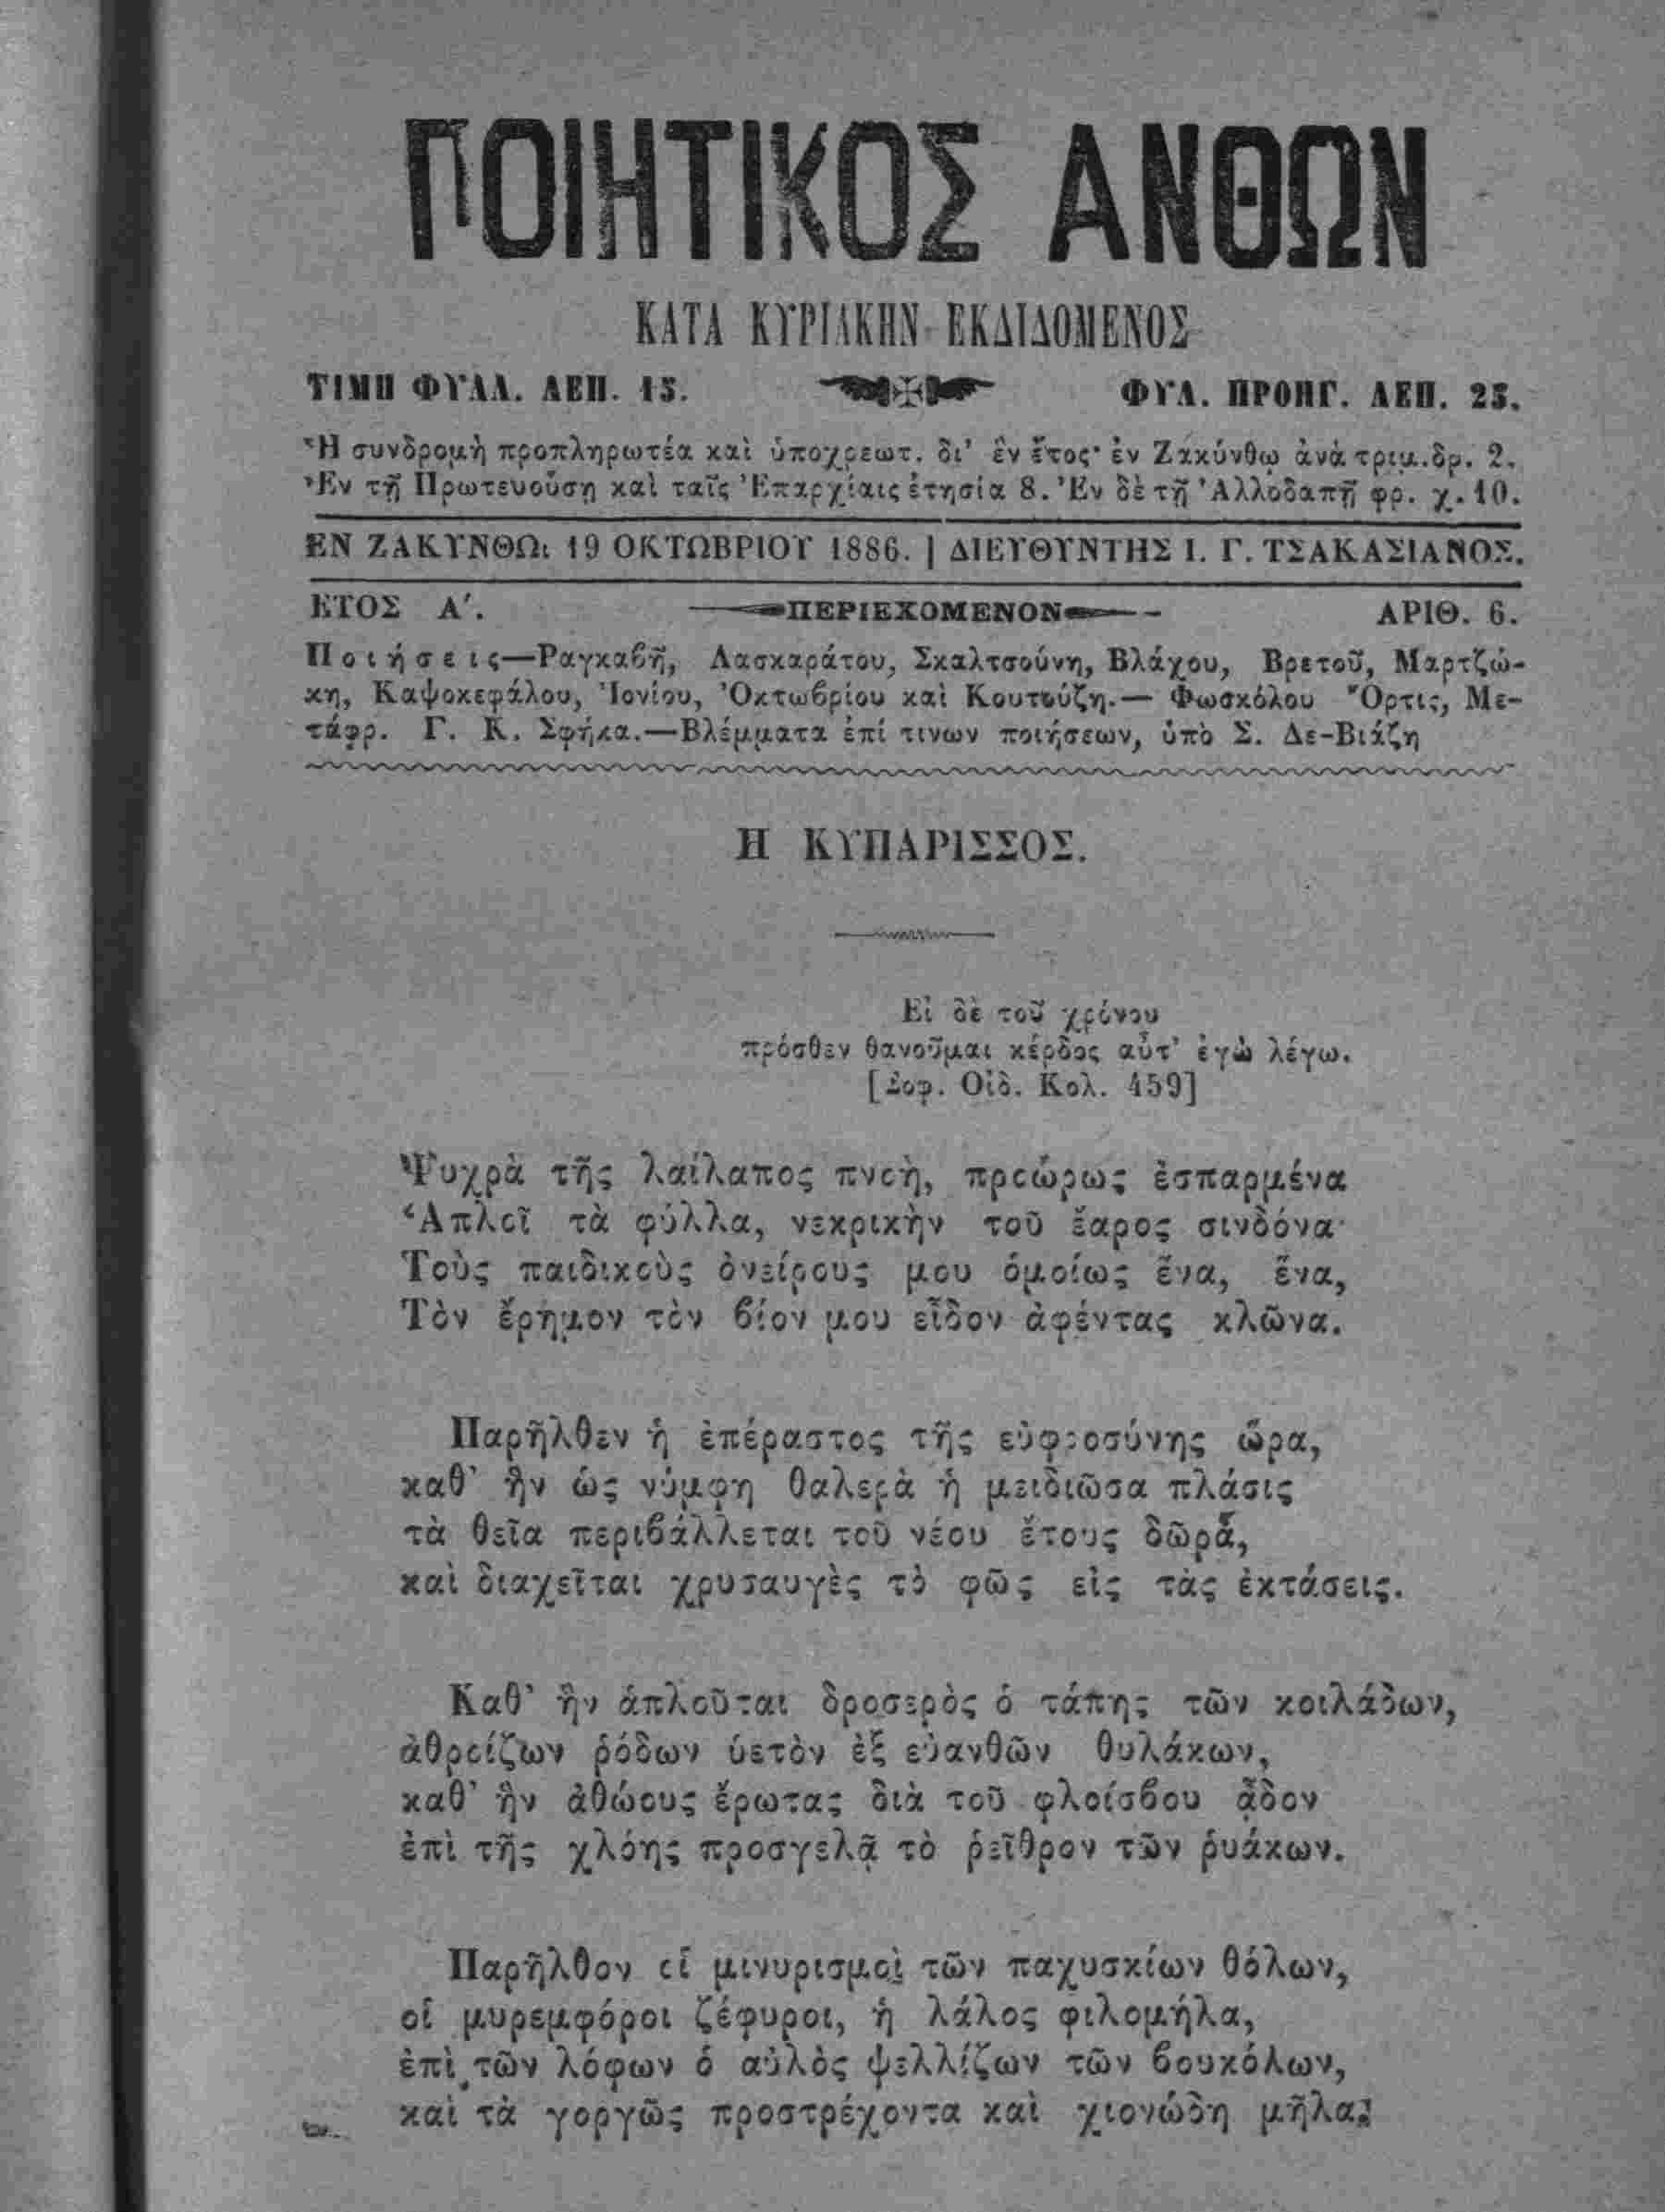 ΠΟΙΗΤΙΚΟΣ ΑΝΘΩΝ
ΚΑΤΑ ΚΥΡΙΑΚΗΝ ΕΚΔΙΔΟΜΕΝΟΣ
ΤΙΜΗ ΦΥΛΛ. ΛΕΠ. 15. ΦΥΛ. ΠΡΟΗΓ. ΛΕΠ. 25.
Ἡ συνδρομὴ προπληρωτέα καὶ ὑποχρεωτ. δι’ ἓν ἔτος· ἐν Ζακύνθῳ ἀνὰ τριμ. δρ. 2.
Ἐν τῇ Πρωτευούσῃ καὶ ταῖς Ἐπαρχίαις ἐτησία 8. Ἐν δὲ τῇ Ἀλλοδαπῇ φρ. χ. 10.
ΕΝ ΖΑΚΥΝΘΩι 19 ΟΚΤΩΒΡΙΟΥ 1886. | ΔΙΕΥΘΥΝΤΗΣ Ι. Γ. ΤΣΑΚΑΣΙΑΝΟΣ.
ΕΤΟΣ Α΄. ΠΕΡΙΕΧΟΜΕΝΟΝ ΑΡΙΘ. 6.
Ποιήσεις—Ραγκαβῆ, Λασκαράτου, Σκαλτσούνη, Βλάχου, Βρετοῦ, Μαρτζώ-
κη, Καψοκεφάλου, Ἰονίου, Ὀκτωβρίου καὶ Κουτούζη.— Φωσκόλου Ὄρτις, Με-
τάφρ. Γ. Κ. Σφήκα.—Βλέμματα ἐπί τινων ποιήσεων, ὑπὸ Σ. Δε-Βιάζη
Η ΚΥΠΑΡΙΣΣΟΣ.
Εἰ δὲ τοῦ χρόνου
πρόσθεν θανοῦμαι κέρδος αὖτ’ ἐγὼ λέγω.
[Σοφ. Οἰδ. Κολ. 459]
Ψυχρὰ τῆς λαίλαπος πνοὴ, προώρως ἐσπαρμένα
Ἁπλοῖ τὰ φύλλα, νεκρικὴν τοῦ ἔαρος σινδόνα·
Τοὺς παιδικοὺς ὀνείρους μου ὁμοίως ἕνα, ἕνα,
Τὸν ἔρημον τὸν βίον μου εἶδον ἀφέντας κλῶνα.
Παρῆλθεν ἡ ἐπέραστος τῆς εὐφροσύνης ὥρα,
καθ’ ἣν ὡς νύμφη θαλερὰ ἡ μειδιῶσα πλάσις
τὰ θεῖα περιβάλλεται τοῦ νέου ἔτους δῶρα,
καὶ διαχεῖται χρυσαυγὲς τὸ φῶς εἰς τὰς ἐκτάσεις.
Καθ’ ἣν ἁπλοῦται δροσερὸς ὁ τάπης τῶν κοιλάδων,
ἀθροίζων ῥόδων ὑετὸν ἐξ εὐανθῶν θυλάκων,
καθ’ ἣν ἀθώους ἔρωτας διὰ τοῦ φλοίσβου ᾆδον
ἐπὶ τῆς χλόης προσγελᾷ τὸ ῥεῖθρον τῶν ῥυάκων.
Παρῆλθον οἱ μινυρισμοὶ τῶν παχυσκίων θόλων,
οἱ μυρεμφόροι ζέφυροι, ἡ λάλος φιλομήλα,
ἐπὶ τῶν λόφων ὁ αὐλὸς ψελλίζων τῶν βουκόλων,
καὶ τὰ γοργῶς προστρέχοντα καὶ χιονώδη μῆλα;